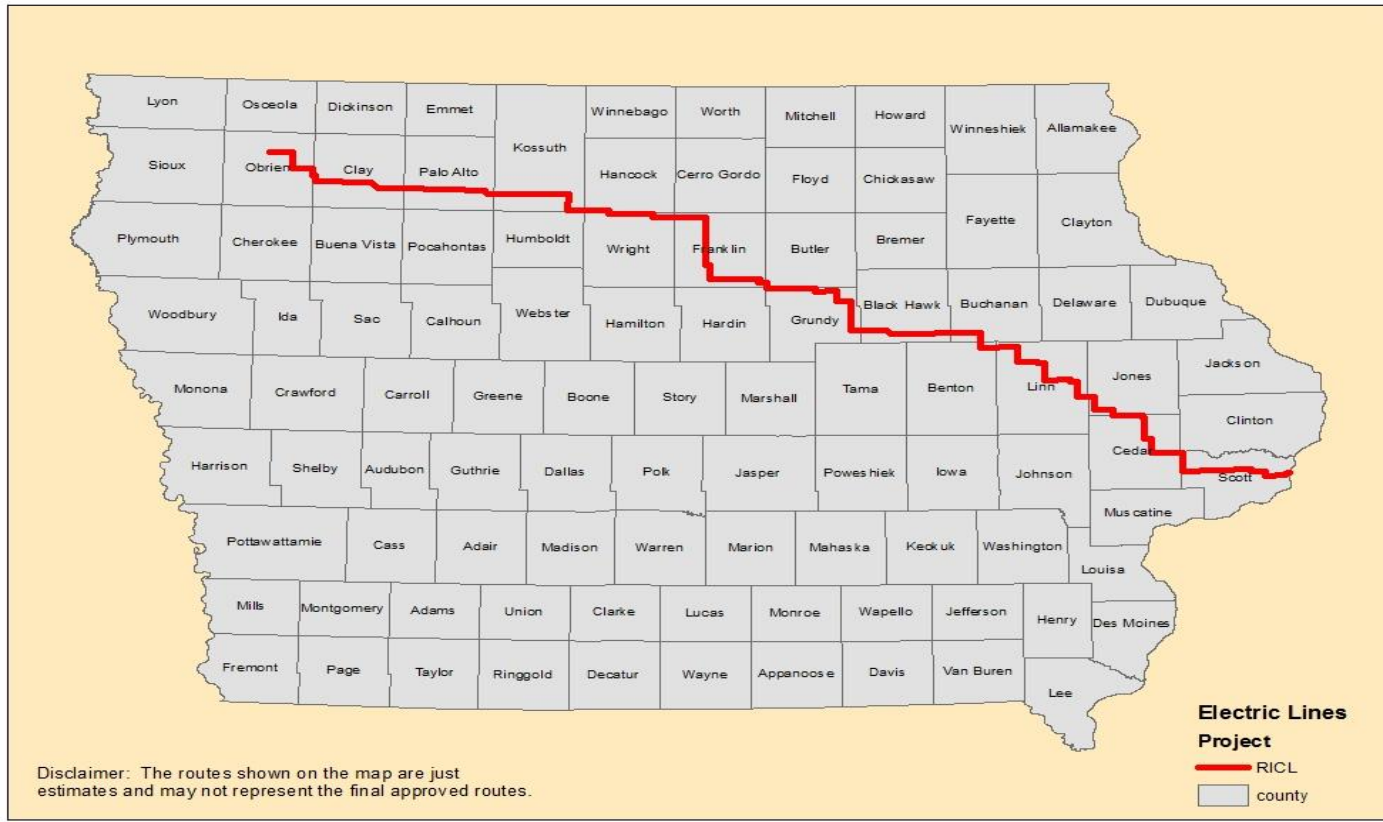 Lyon Osceola Dickinson Emmet Winnebago Worth Mitchell Howard Winneshiek Allamakee
Kossuth
Sioux Obrien Clay Palo Alto Hancock Cerro Gordo Floyd Chickasaw
Fayette Clayton
Plymouth Cherokee Buena Vista Pocahontas Humboldt Wright Franklin Butler Bremer
Woodbury Ida Sac Calhoun Webster Hamilton Hardin Grundy Black Hawk Buchanan Delaware Dubuque
Jackson
Monona Crawford Carroll Greene Boone Story Marshall Tama Benton Linn Jones
Clinton
Harrison Shelby Audubon Guthrie Dallas Polk Jasper Poweshiek Iowa Johnson Cedar Scott
Muscatine
Pottawattamie Cass Adair Madison Warren Marion Mahaska Keokuk Washington
Louisa
Mills Montgomery Adams Union Clarke Lucas Monroe Wapello Jefferson Henry Des Moines
Fremont Page Taylor Ringgold Decatur Wayne Appanoose Davis Van Buren
Lee
Electric Lines
Project
RICL
county
Disclaimer: The routes shown on the map are just
estimates and may not represent the final approved routes.